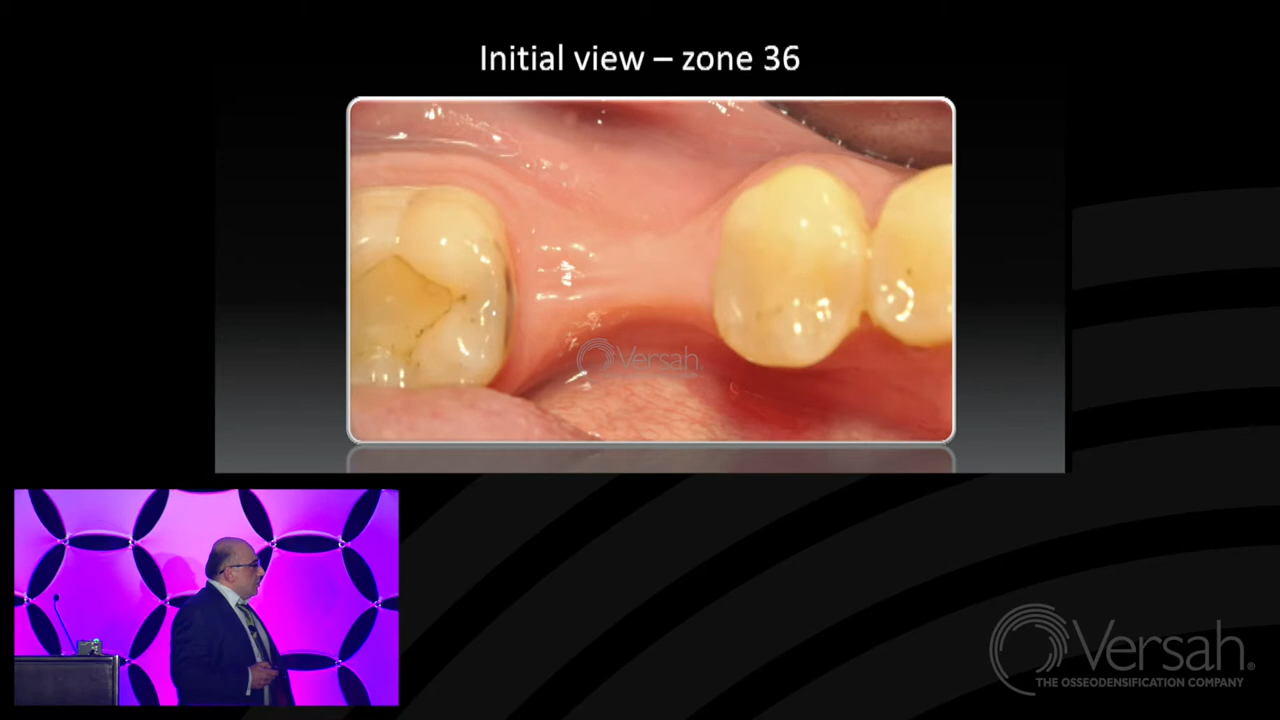 Initial view – zone 36
Versah
Versah®
THE OSSEODENSIFICATION COMPANY